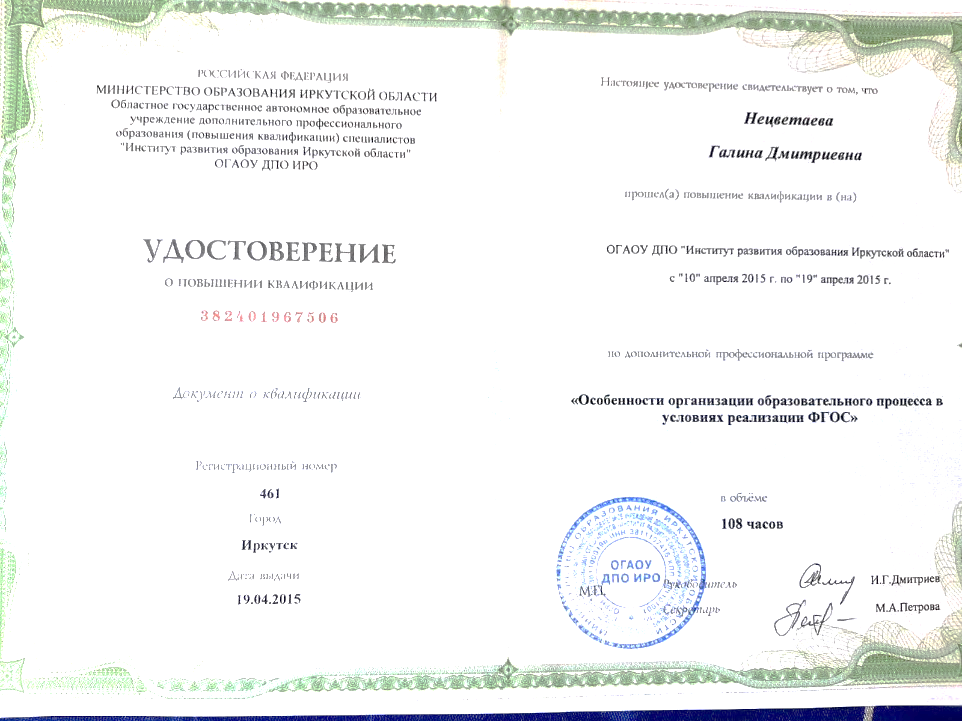 РОССИЙСКАЯ ФЕДЕРАЦИЯ
МИНИСТЕРСТВО ОБРАЗОВАНИЯ ИРКУТСКОЙ ОБЛАСТИ
Областное государственное автономное образовательное
учреждение дополнительного профессионального
образования (повышения квалификации) специалистов
"Институт развития образования Иркутской области"
ОГАОУ ДПО ИРО
УДОСТОВЕРЕНИЕ
О ПОВЫШЕНИИ КВАЛИФИКАЦИИ
382401967506
Документ о квалификации
Регистрационный номер
461
Город
Иркутск
Дата выдачи
19.04.2015
Настоящее удостоверение свидетельствует о том, что
Нецветаева
Галина Дмитриевна
прошел(а) повышение квалификации в (на)
ОГАОУ ДПО "Институт развития образования Иркутской области"
с "10" апреля 2015 г. по "19" апреля 2015 г.
по дополнительной профессиональной программе
«Особенности организации образовательного процесса в
условиях реализации ФГОС»
в объёме
108 часов
ОГАОУ
ДПО ИРО
М.П.
Руководитель
И.Г.Дмитриев
Секретарь
М.А.Петрова